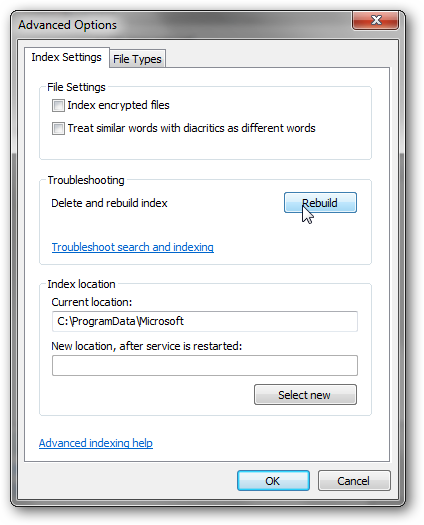 Advanced Options
Index Settings
File Types
File Settings
Index encrypted files
Treat similar words with diacritics as different words
Troubleshooting
Delete and rebuild index
Rebuild
Troubleshoot search and indexing
Index location
Current location:
C:\ProgramData\Microsoft
New location, after service is restarted:
Select new
Advanced indexing help
OK
Cancel